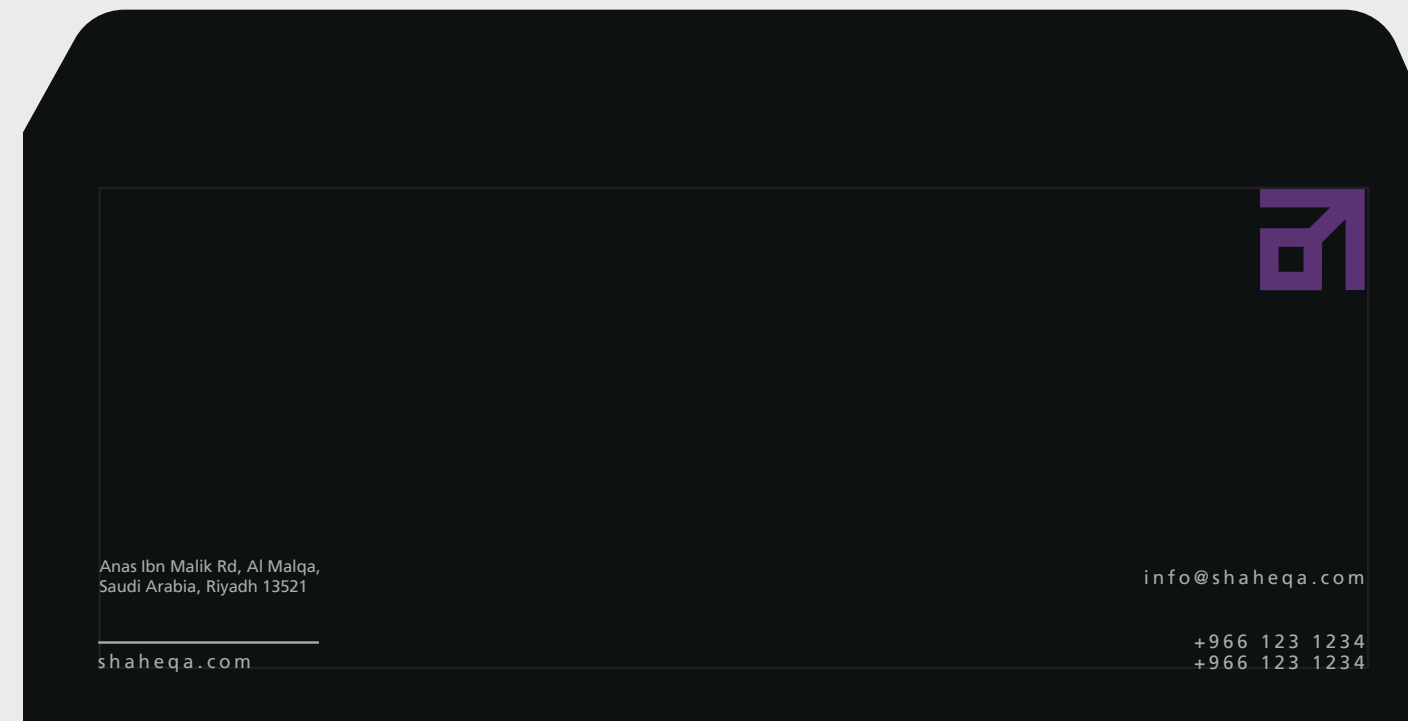 Anas Ibn Malik Rd, Al Malqa,
Saudi Arabia, Riyadh 13521
shaheqa.com
info@shaheqa.com
+966 123 1234
+966 123 1234